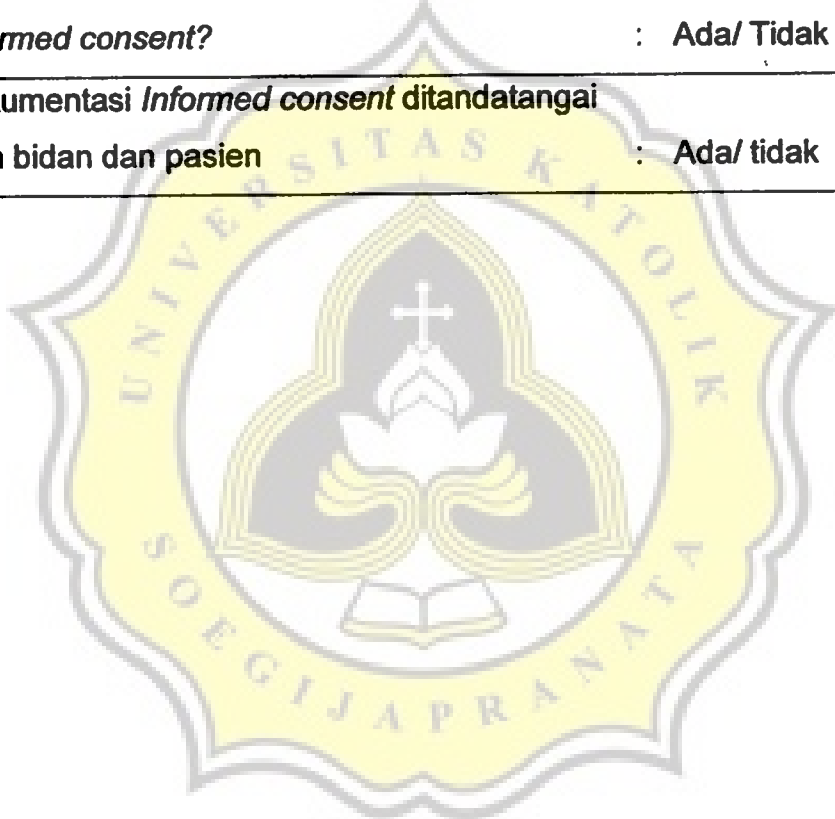 rmed consent? : Ada/ Tidak
umentasi Informed consent ditandatangai
bidan dan pasien : Ada/ tidak
UNIVERSITAS KATOLIK
SOEGIJAPRANATA